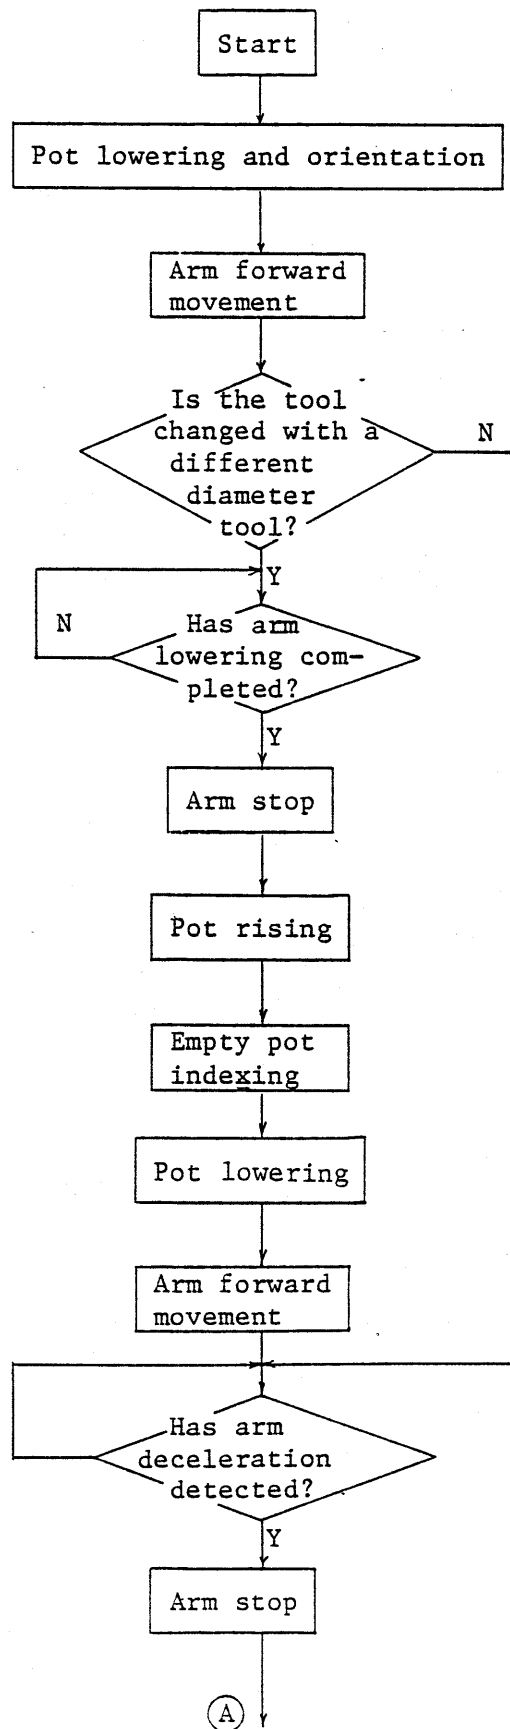 Start
Pot lowering and orientation
Arm forward
movement
Is the tool
changed with a
different
diameter
tool?
N
Y
N
Has arm
lowering com-
pleted?
Y
Arm stop
Pot rising
Empty pot
indexing
Pot lowering
Arm forward
movement
Has arm
deceleration
detected?
Y
Arm stop
A